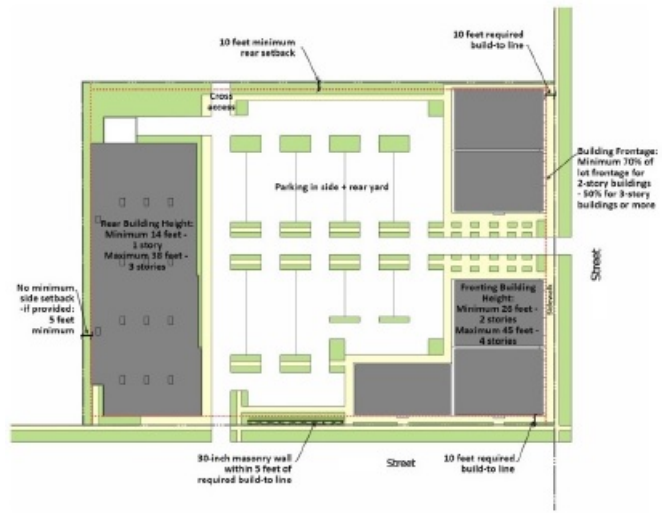 10 feet minimum
rear setback
10 feet required
build-to line
Cross
access
Building Frontage:
Minimum 70% of
lot frontage for
2-story buildings
- 50% for 3-story
buildings or more
Parking in side + rear yard
Rear Building Height:
Minimum 14 feet -
1 story
Maximum 38 feet -
3 stories
Street
No minimum
side setback
-if provided:
5 feet
minimum
Fronting Building
Height:
Minimum 26 feet -
2 stories
Maximum 45 feet -
4 stories
Sidewalk
30-inch masonry wall
within 5 feet of
required build-to line
Street
10 feet required
build-to line